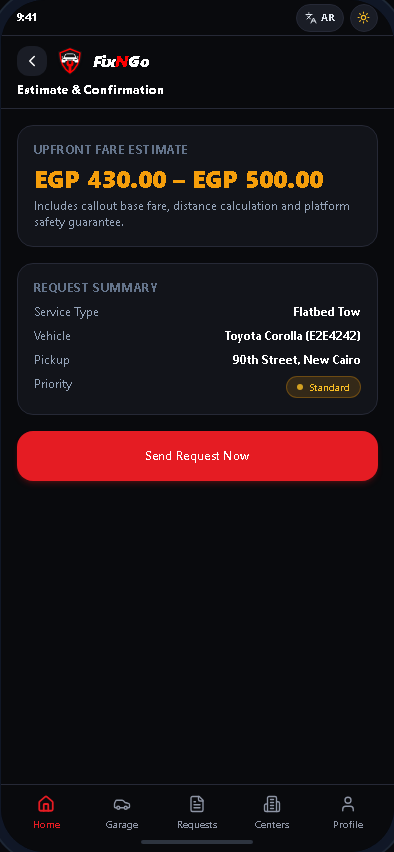 9:41
AR
FixNGo
Estimate & Confirmation
UPFRONT FARE ESTIMATE
EGP 430.00 – EGP 500.00
Includes callout base fare, distance calculation and platform
safety guarantee.
REQUEST SUMMARY
Service Type Flatbed Tow
Vehicle Toyota Corolla (E2E4242)
Pickup 90th Street, New Cairo
Priority Standard
Send Request Now
Home Garage Requests Centers Profile